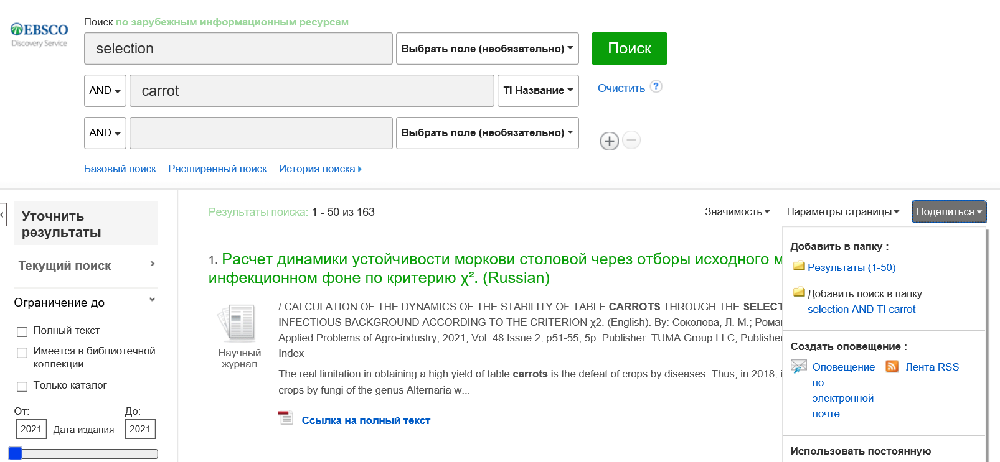 Поиск по зарубежным информационным ресурсам
EBSCO
Discovery Service
selection
Выбрать поле (необязательно)
Поиск
AND
carrot
TI Название
Очистить ?
AND
Выбрать поле (необязательно)
Базовый поиск Расширенный поиск История поиска
Уточнить
результаты
Текущий поиск
Ограничение до
Полный текст
Имеется в библиотечной
коллекции
Только каталог
От: До:
2021 Дата издания 2021
Результаты поиска: 1 - 50 из 163
Значимость Параметры страницы Поделиться
1. Расчет динамики устойчивости моркови столовой через отборы исходного м
инфекционном фоне по критерию χ². (Russian)
Научный
журнал
/ CALCULATION OF THE DYNAMICS OF THE STABILITY OF TABLE CARROTS THROUGH THE SELECT
INFECTIOUS BACKGROUND ACCORDING TO THE CRITERION χ2. (English). By: Соколова, Л. М.; Рома
Applied Problems of Agro-industry, 2021, Vol. 48 Issue 2, p51-55, 5p. Publisher: TUMA Group LLC, Publisher
Index
The real limitation in obtaining a high yield of table carrots is the defeat of crops by diseases. Thus, in 2018, i
crops by fungi of the genus Alternaria w...
Ссылка на полный текст
Добавить в папку :
Результаты (1-50)
Добавить поиск в папку:
selection AND TI carrot
Создать оповещение :
Оповещение
по
электронной
почте
Лента RSS
Использовать постоянную